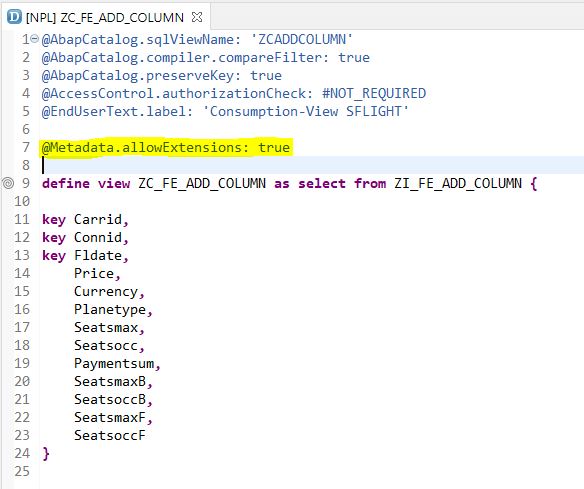 [NPL] ZC_FE_ADD_COLUMN
1 @AbapCatalog.sqlViewName: 'ZCADDCOLUMN'
2 @AbapCatalog.compiler.compareFilter: true
3 @AbapCatalog.preserveKey: true
4 @AccessControl.authorizationCheck: #NOT_REQUIRED
5 @EndUserText.label: 'Consumption-View SFLIGHT'
6
7 @Metadata.allowExtensions: true
8
9 define view ZC_FE_ADD_COLUMN as select from ZI_FE_ADD_COLUMN {
10
11 key Carrid,
12 key Connid,
13 key Fldate,
14 Price,
15 Currency,
16 Planetype,
17 Seatsmax,
18 Seatsocc,
19 Paymentsum,
20 SeatsmaxB,
21 SeatsoccB,
22 SeatsmaxF,
23 SeatsoccF
24 }
25